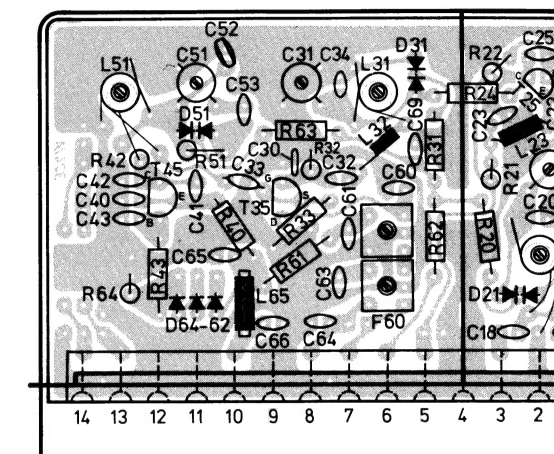 C52
C25
D31
R22
C51
C31 C34
L51
L31
C53
R24
D51
C69
C23
R63
L32
R31
L23
R42
R51
C30
R32
C32
T45
C33
G
R21
C42
C40
C43
E
B
C41
T35
S
D
C60
C61
C20
R40
R33
R62
R20
C65
R43
R61
C63
R64
L65
D21
D64-62
F60
C66
C64
C18
14 13 12 11 10 9 8 7 6 5 4 3 2